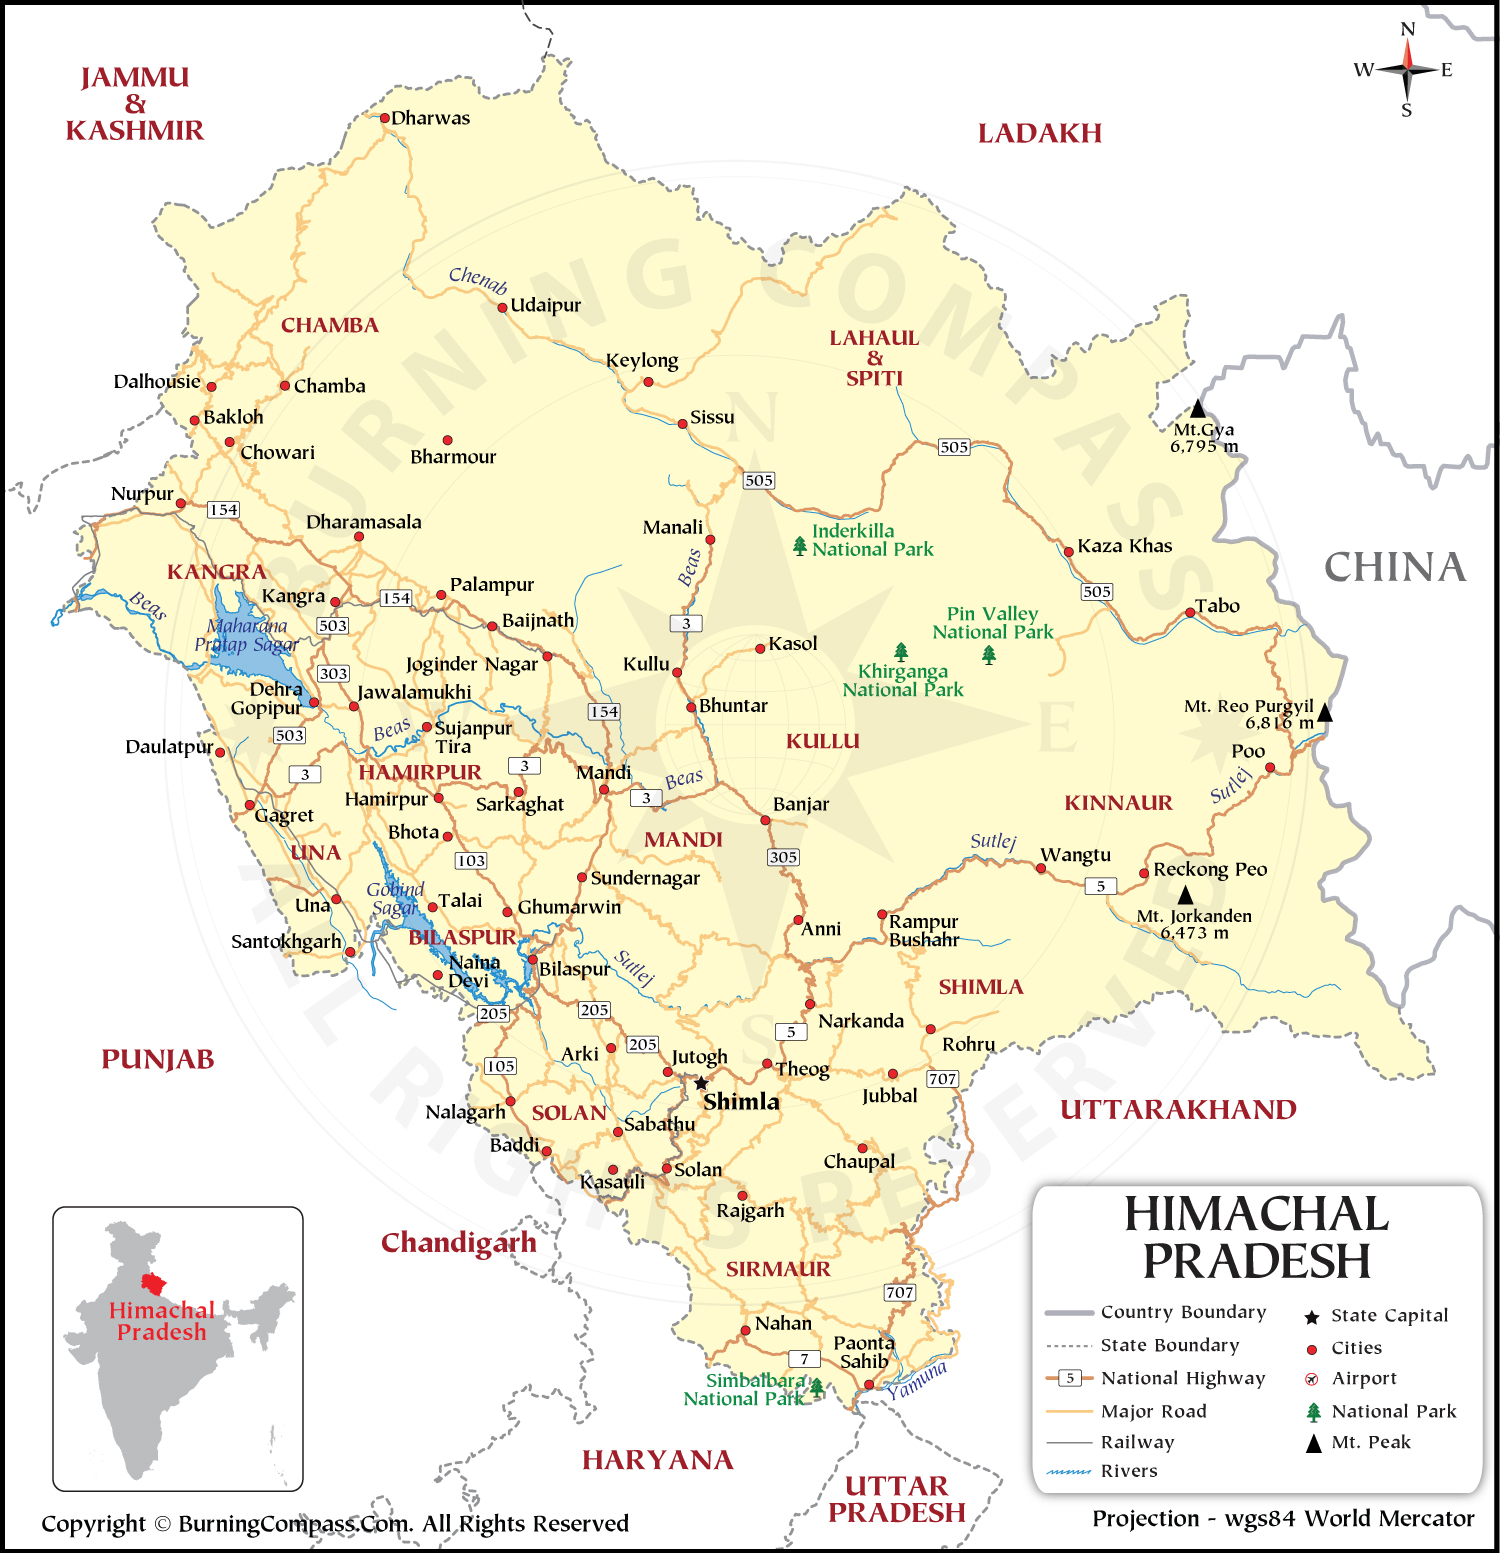 N
W E
S
JAMMU
&
KASHMIR
LADAKH
Dharwas
Chenab
Udaipur
CHAMBA
LAHAUL
&
SPITI
Keylong
Dalhousie
Chamba
Bakloh
Sissu
Chowari
Bharmour
505
505
Mt.Gya
6,795 m
Nurpur
154
Dharamasala
Manali
Inderkilla
National Park
Kaza Khas
CHINA
KANGRA
Beas
Kangra
154
Palampur
Beas
505
Tabo
Maharana
Pratap Sagar
503
Baijnath
3
Pin Valley
National Park
Kasol
Joginder Nagar
Kullu
Khirganga
National Park
303
Dehra
Gopipur
Jawalamukhi
154
Bhuntar
Mt. Reo Purgyil
6,816 m
503
Beas
Sujanpur
Tira
KULLU
Daulatpur
Poo
3
HAMIRPUR
3
Mandi
Beas
Sutlej
Hamirpur
Sarkaghat
3
Banjar
KINNAUR
Gagret
Bhota
MANDI
UNA
103
305
Sutlej
Wangtu
Reckong Peo
5
Gobind
Sagar
Talai
Sundernagar
Una
Ghumarwin
Mt. Jorkanden
6,473 m
Santokhgarh
BILASPUR
Anni
Rampur
Bushahr
Naina
Devi
Bilaspur
Sutlej
SHIMLA
205
205
Narkanda
5
Rohru
PUNJAB
Arki
205
Jutogh
Theog
105
707
Jubbal
Shimla
Nalagarh
SOLAN
Sabathu
UTTARAKHAND
Baddi
Kasauli
Solan
Chaupal
Rajgarh
Chandigarh
SIRMAUR
707
Nahan
Paonta
Sahib
7
Simbalbara
National Park
Yamuna
HARYANA
UTTAR
PRADESH
Himachal
Pradesh
HIMACHAL
PRADESH
Country Boundary
State Boundary
5 National Highway
Major Road
Railway
Rivers
State Capital
Cities
Airport
National Park
Mt. Peak
BURNING COMPASS
ALL RIGHTS RESERVED
N
E
S
Copyright © BurningCompass.Com. All Rights Reserved
Projection - wgs84 World Mercator